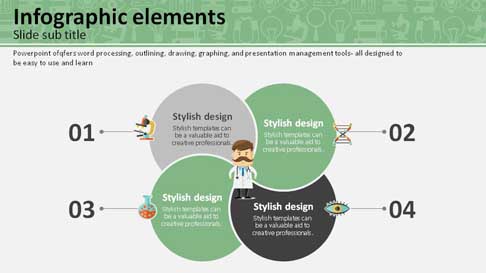 Infographic elements
Slide sub title
Powerpoint ofqfers word processing, outlining, drawing, graphing, and presentation management tools- all designed to
be easy to use and learn
01
Stylish design
Stylish templates can
be a valuable aid to
creative professionals.
02
Stylish design
Stylish templates can
be a valuable aid to
creative professionals.
03
Stylish design
Stylish templates can
be a valuable aid to
creative professionals.
04
Stylish design
Stylish templates can
be a valuable aid to
creative professionals.